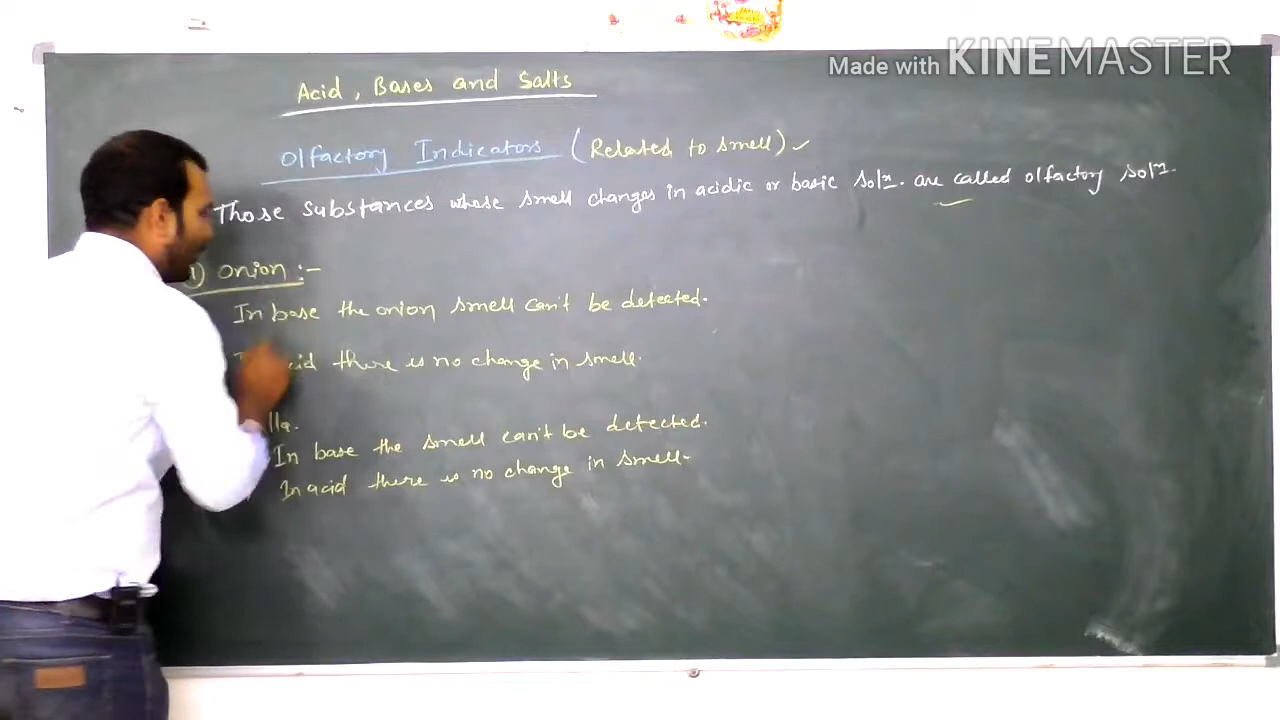 Made with KINEMASTER
Acid, Bases and Salts
Olfactory Indicators (Related to smell) ✓
Those substances whose smell changes in acidic or basic solⁿ. are called olfactory solⁿ.
1) Onion :-
In base the onion smell can't be detected.
there is no change in smell.
In base the smell can't be detected.
In acid there is no change in smell.